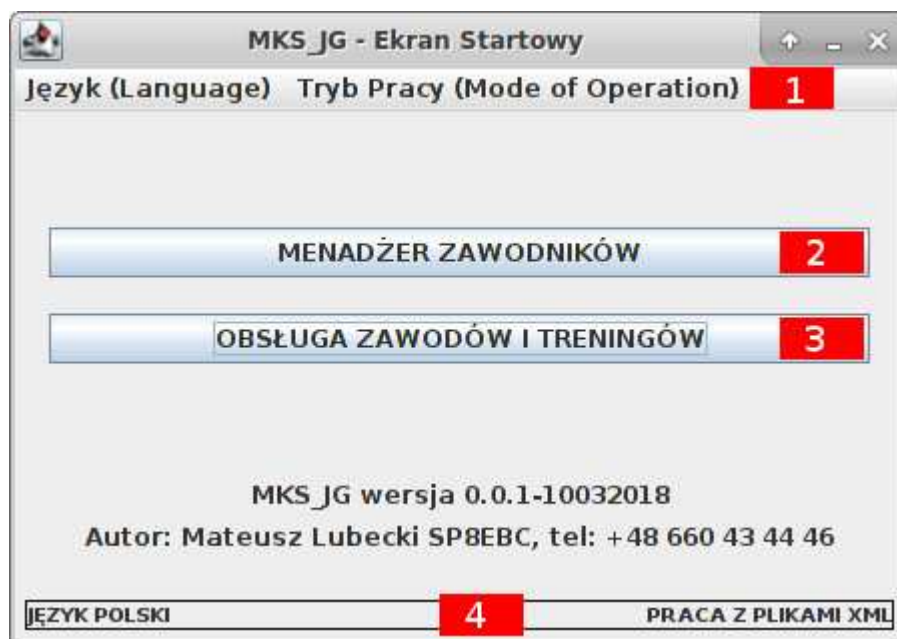 MKS_JG - Ekran Startowy
Język (Language) Tryb Pracy (Mode of Operation) 1
MENADŻER ZAWODNIKÓW 2
OBSŁUGA ZAWODÓW I TRENINGÓW 3
MKS_JG wersja 0.0.1-10032018
Autor: Mateusz Lubecki SP8EBC, tel: +48 660 43 44 46
JĘZYK POLSKI 4 PRACA Z PLIKAMI XML